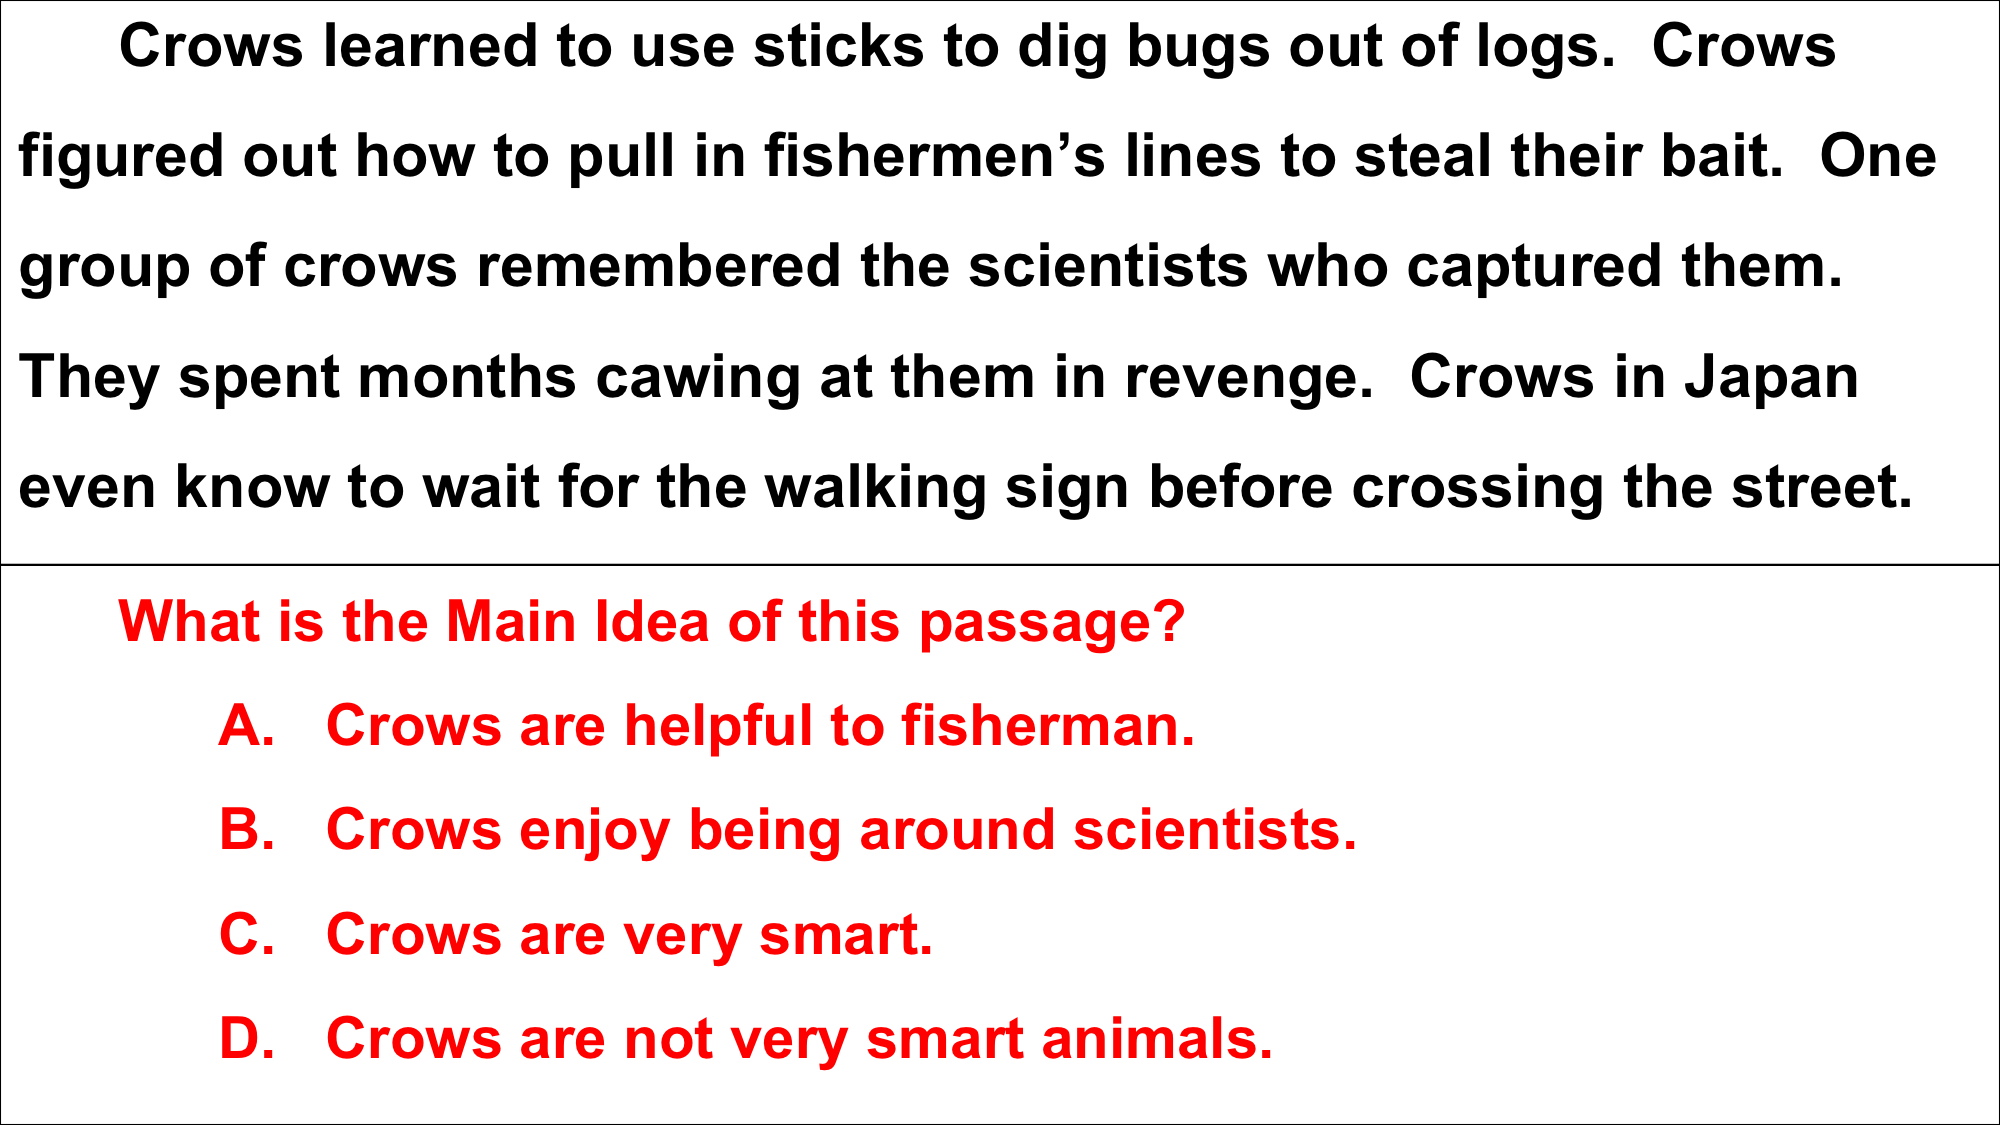 Crows learned to use sticks to dig bugs out of logs.  Crows
figured out how to pull in fishermen’s lines to steal their bait.  One
group of crows remembered the scientists who captured them.
They spent months cawing at them in revenge.  Crows in Japan
even know to wait for the walking sign before crossing the street.
What is the Main Idea of this passage?
A. Crows are helpful to fisherman.
B. Crows enjoy being around scientists.
C. Crows are very smart.
D. Crows are not very smart animals.